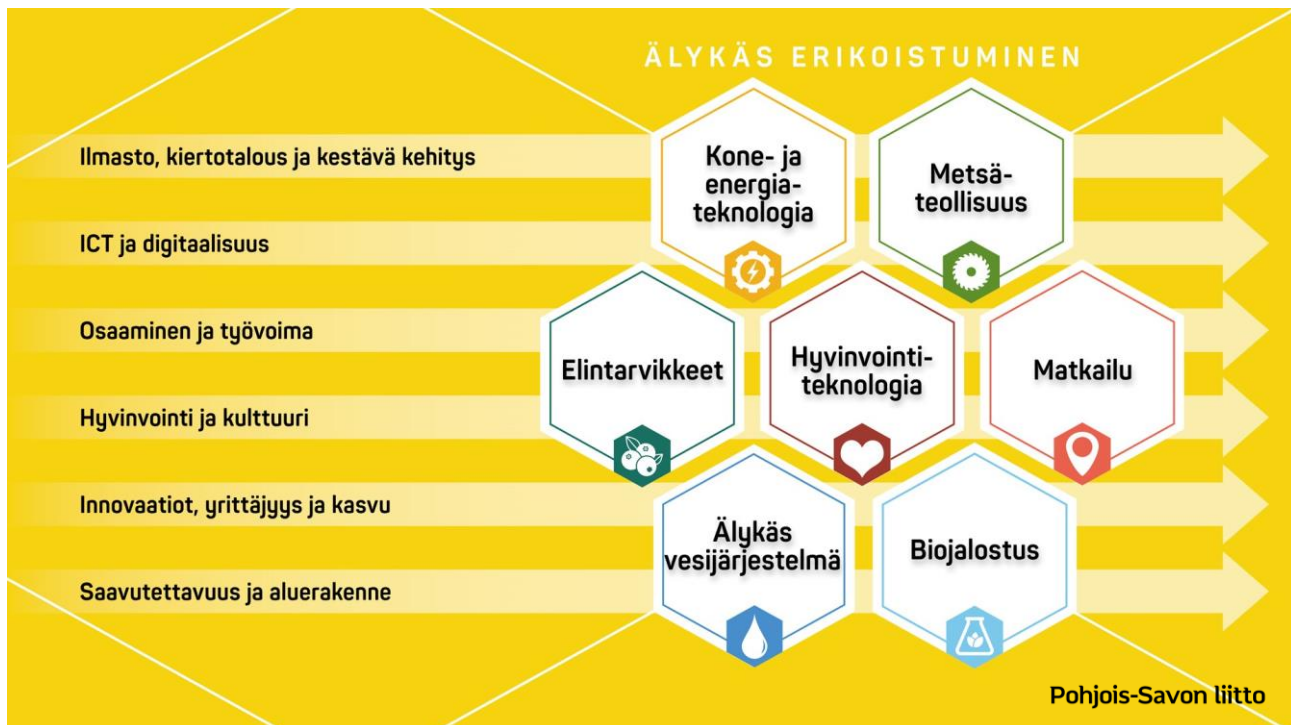 ÄLYKÄS ERIKOISTUMINEN
Ilmasto, kiertotalous ja kestävä kehitys
ICT ja digitaalisuus
Osaaminen ja työvoima
Hyvinvointi ja kulttuuri
Innovaatiot, yrittäjyys ja kasvu
Saavutettavuus ja aluerakenne
Kone- ja
energia-
teknologia
Metsä-
teollisuus
Elintarvikkeet
Hyvinvointi-
teknologia
Matkailu
Älykäs
vesijärjestelmä
Biojalostus
Pohjois-Savon liitto